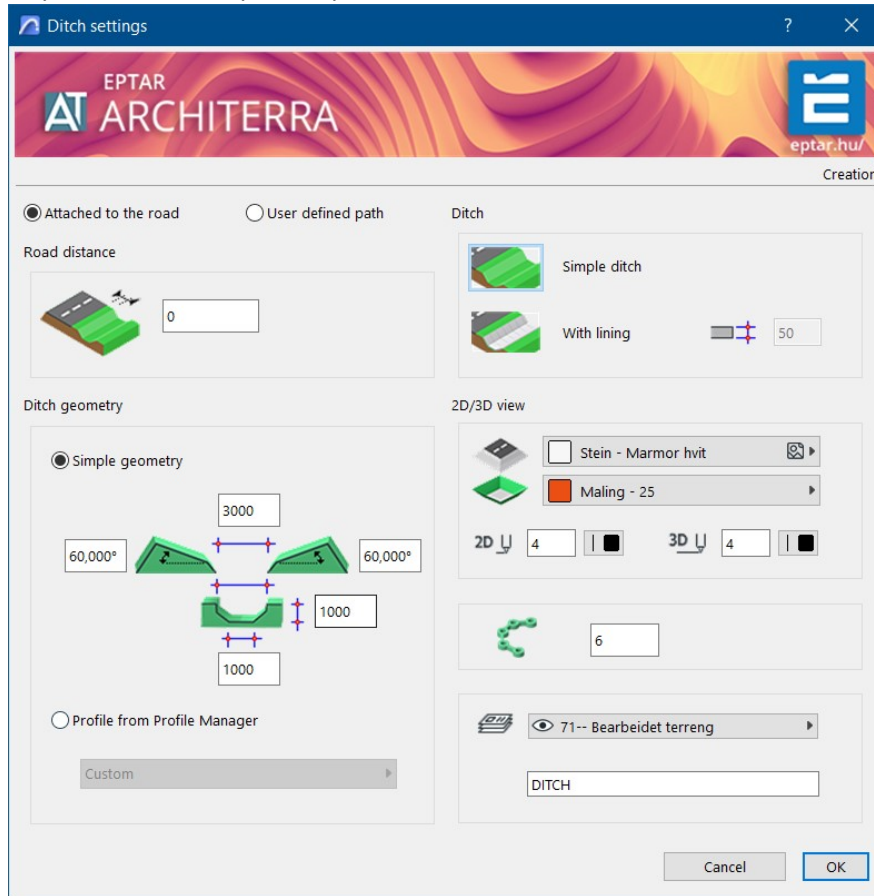 Ditch settings
?
EPTAR
AT ARCHITERRA
eptar.hu/
Creation
Attached to the road
User defined path
Ditch
Road distance
0
Simple ditch
With lining
50
Ditch geometry
2D/3D view
Simple geometry
Stein - Marmor hvit
Maling - 25
3000
60,000°
60,000°
2D
4
3D
4
1000
1000
6
Profile from Profile Manager
Custom
71-- Bearbeidet terreng
DITCH
Cancel
OK